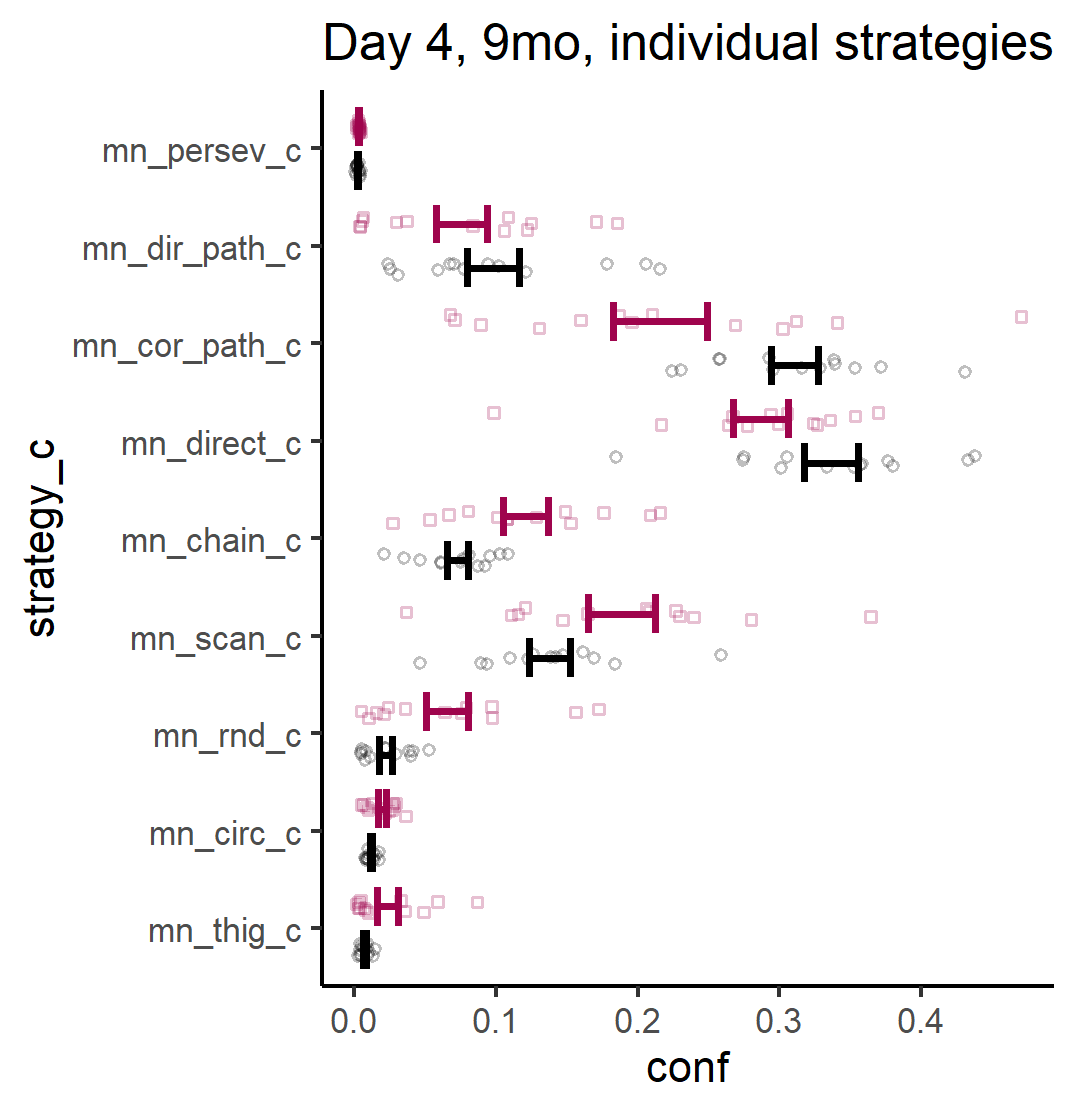 Day 4, 9mo, individual strategies
mn_persev_c
mn_dir_path_c
mn_cor_path_c
mn_direct_c
mn_chain_c
mn_scan_c
mn_rnd_c
mn_circ_c
mn_thig_c
strategy_c
0.0 0.1 0.2 0.3 0.4
conf